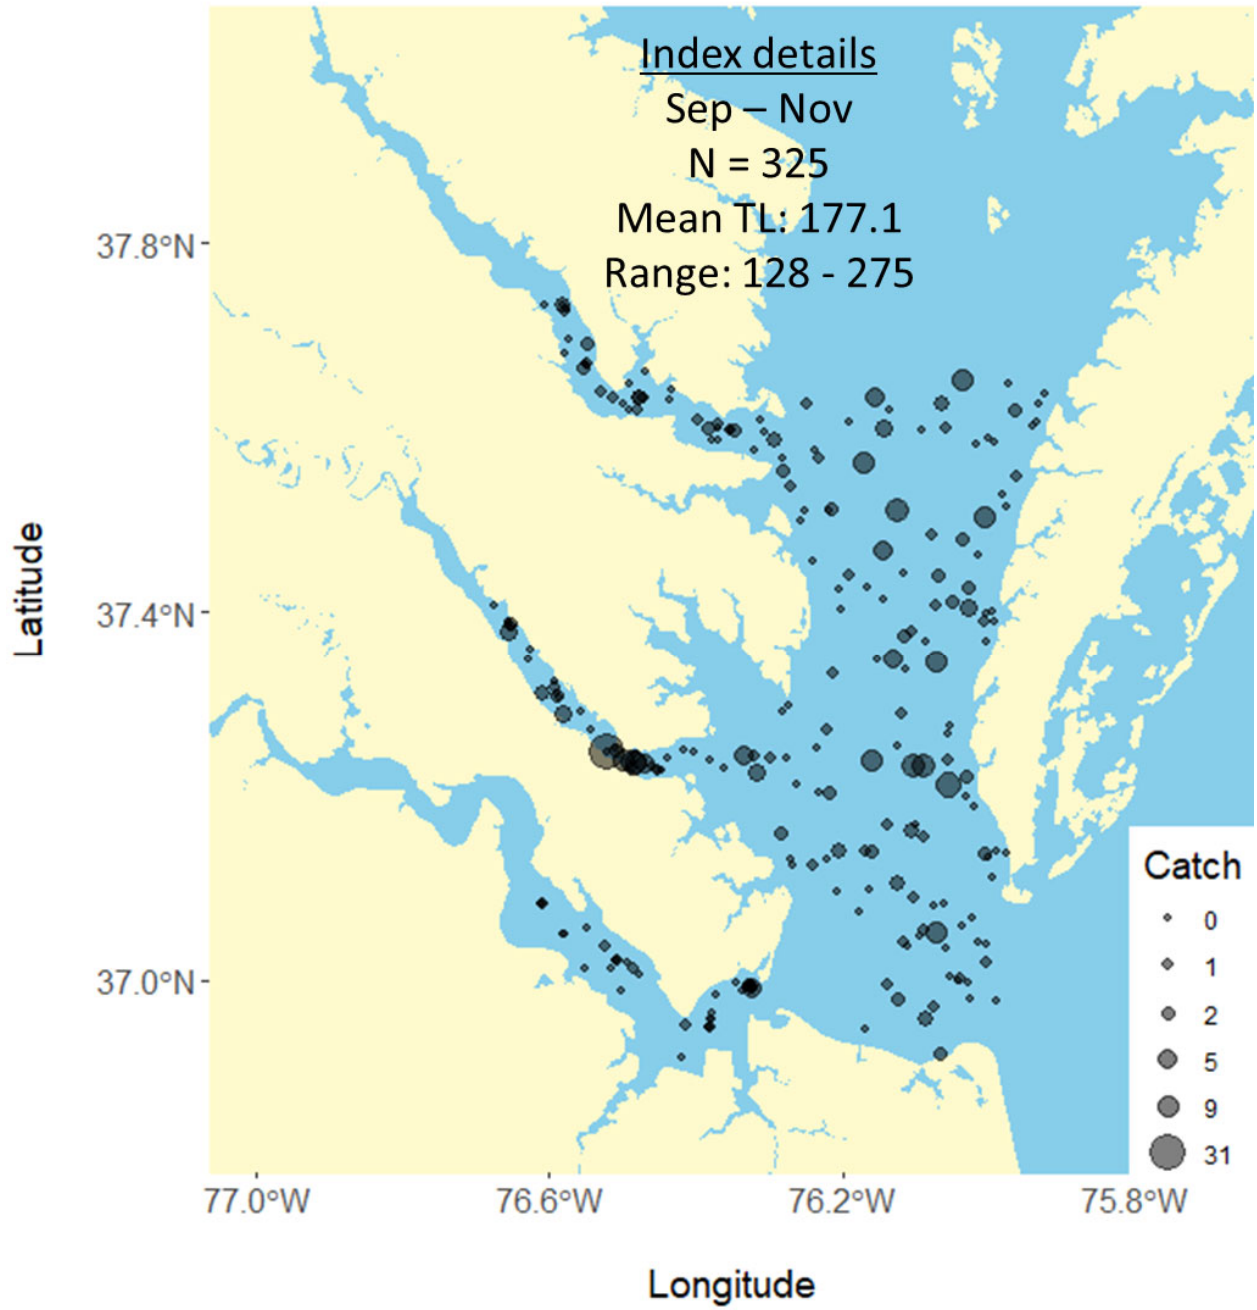 Index details
Sep – Nov
N = 325
Mean TL: 177.1
Range: 128 - 275
37.8°N
37.4°N
37.0°N
Latitude
Catch
0
1
2
5
9
31
77.0°W
76.6°W
76.2°W
75.8°W
Longitude